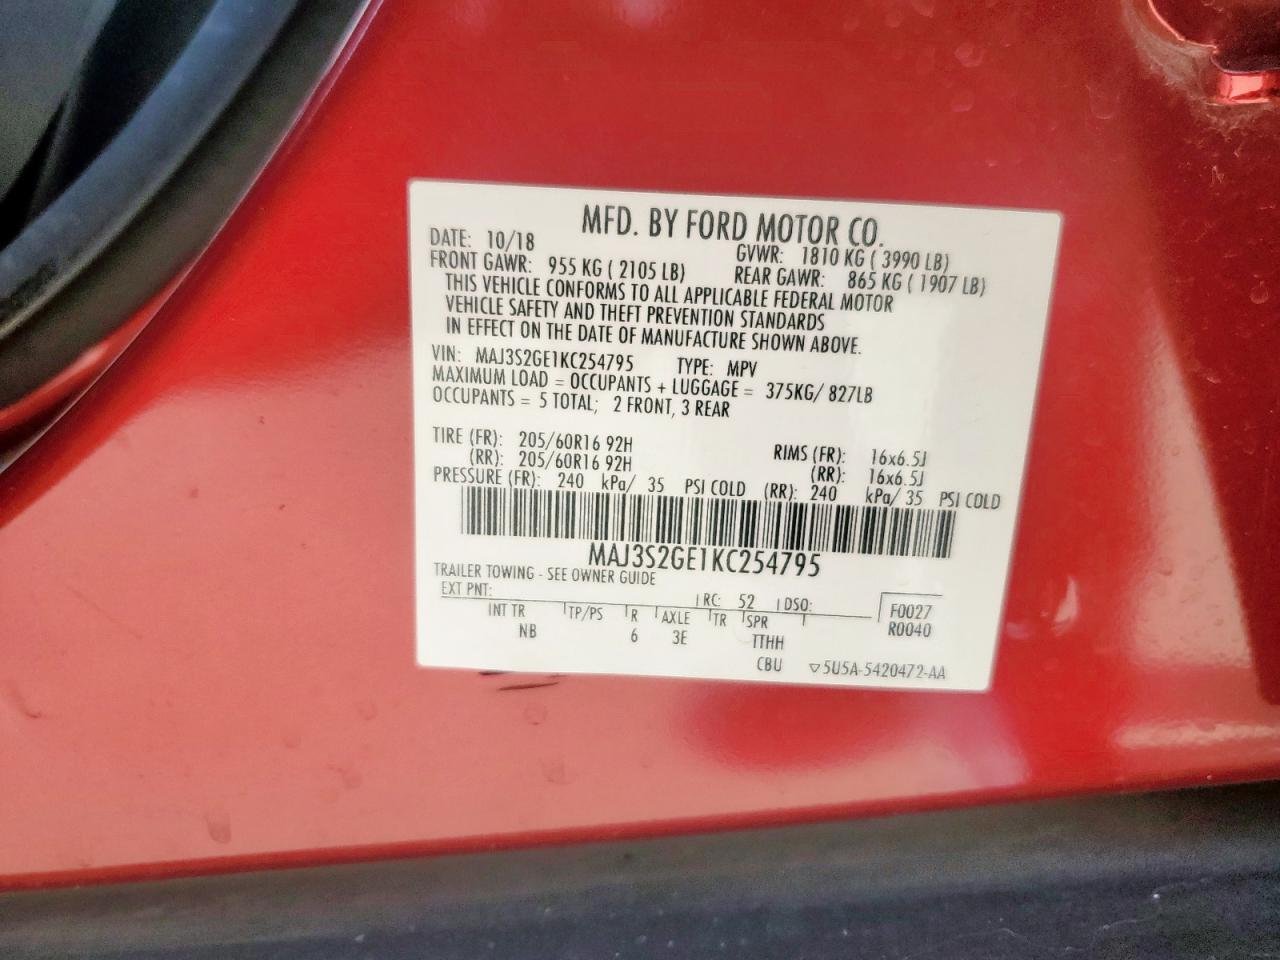 MFD. BY FORD MOTOR CO.
DATE: 10/18 GVWR: 1810 KG ( 3990 LB)
FRONT GAWR: 955 KG ( 2105 LB) REAR GAWR: 865 KG ( 1907 LB)
THIS VEHICLE CONFORMS TO ALL APPLICABLE FEDERAL MOTOR
VEHICLE SAFETY AND THEFT PREVENTION STANDARDS
IN EFFECT ON THE DATE OF MANUFACTURE SHOWN ABOVE.
VIN: MAJ3S2GE1KC254795 TYPE: MPV
MAXIMUM LOAD = OCCUPANTS + LUGGAGE = 375KG/ 827LB
OCCUPANTS = 5 TOTAL; 2 FRONT, 3 REAR
TIRE (FR): 205/60R16 92H RIMS (FR): 16x6.5J
(RR): 205/60R16 92H (RR): 16x6.5J
PRESSURE (FR): 240 kPa/ 35 PSI COLD (RR): 240 kPa/ 35 PSI COLD
MAJ3S2GE1KC254795
TRAILER TOWING - SEE OWNER GUIDE
EXT PNT: RC: 52 DSO: F0027
INT TR TP/PS R AXLE TR SPR R0040
NB 6 3E TTHH
CBU ▽5U5A-5420472-AA